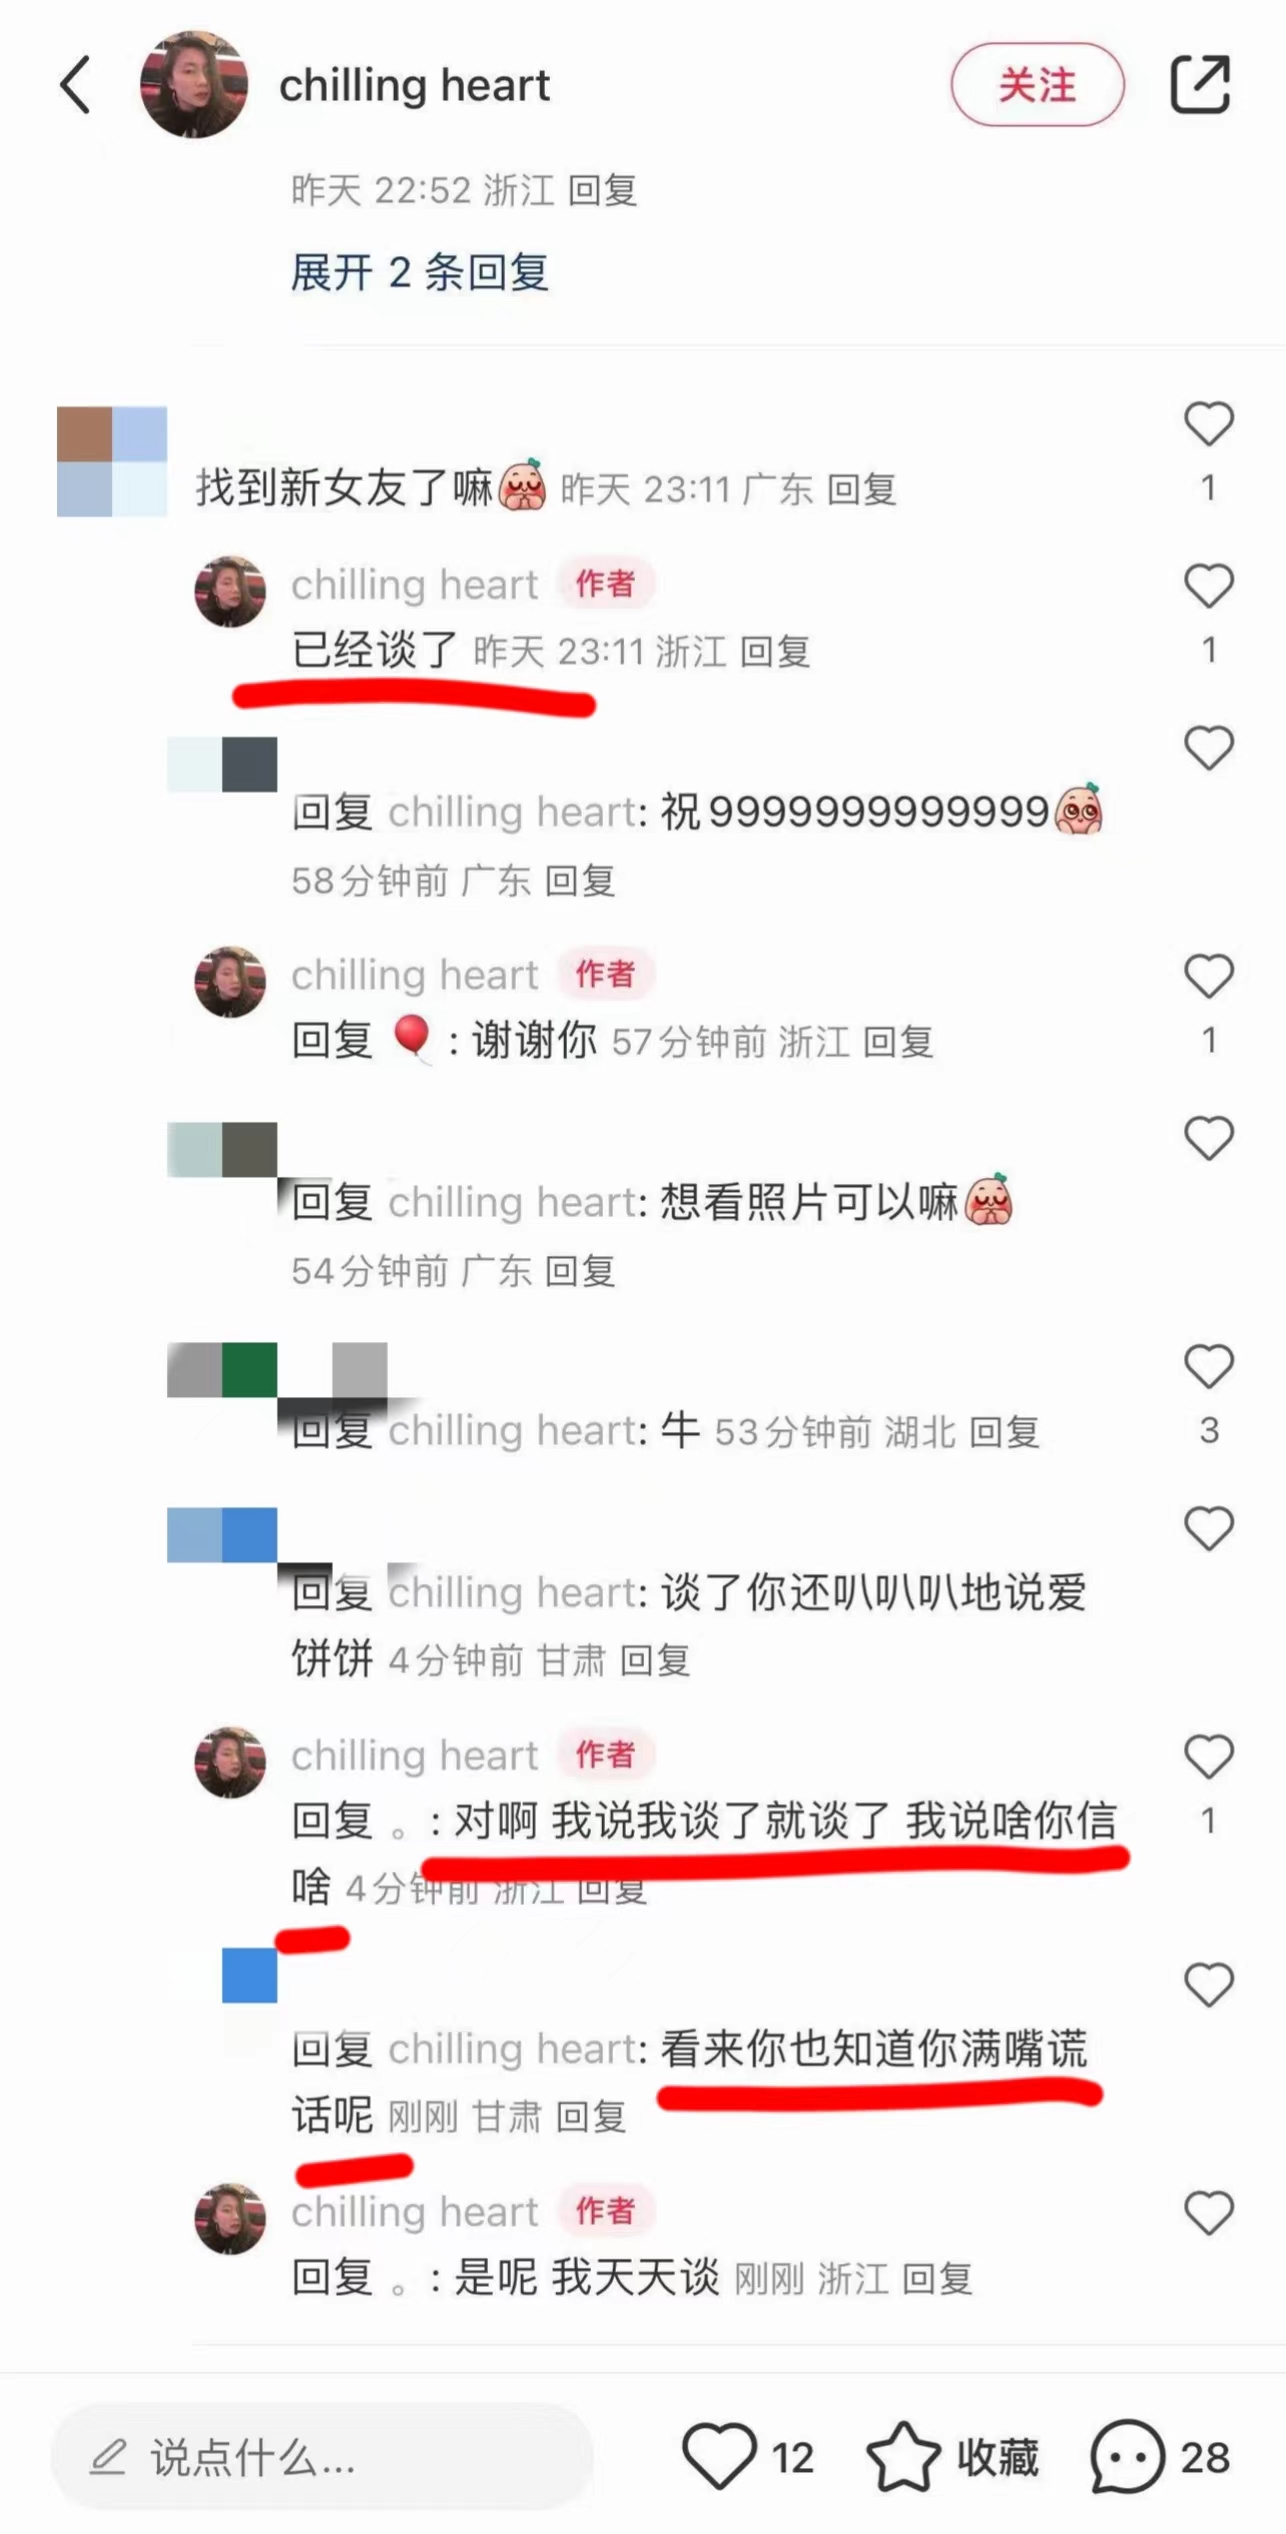 chilling heart
关注
昨天 22:52 浙江 回复
展开 2 条回复
找到新女友了嘛 昨天 23:11 广东 回复
1
chilling heart 作者
已经谈了 昨天 23:11 浙江 回复
1
回复 chilling heart: 祝9999999999999
58分钟前 广东 回复
chilling heart 作者
回复 🎈 : 谢谢你 57分钟前 浙江 回复
1
回复 chilling heart: 想看照片可以嘛
54分钟前 广东 回复
回复 chilling heart: 牛 53分钟前 湖北 回复
3
回复 chilling heart: 谈了你还叭叭叭地说爱
饼饼 4分钟前 甘肃 回复
chilling heart 作者
回复 。: 对啊 我说我谈了就谈了 我说啥你信
1
啥 4分钟前 浙江 回复
回复 chilling heart: 看来你也知道你满嘴谎
话呢 刚刚 甘肃 回复
chilling heart 作者
回复 。: 是呢 我天天谈 刚刚 浙江 回复
说点什么...
12
收藏
28